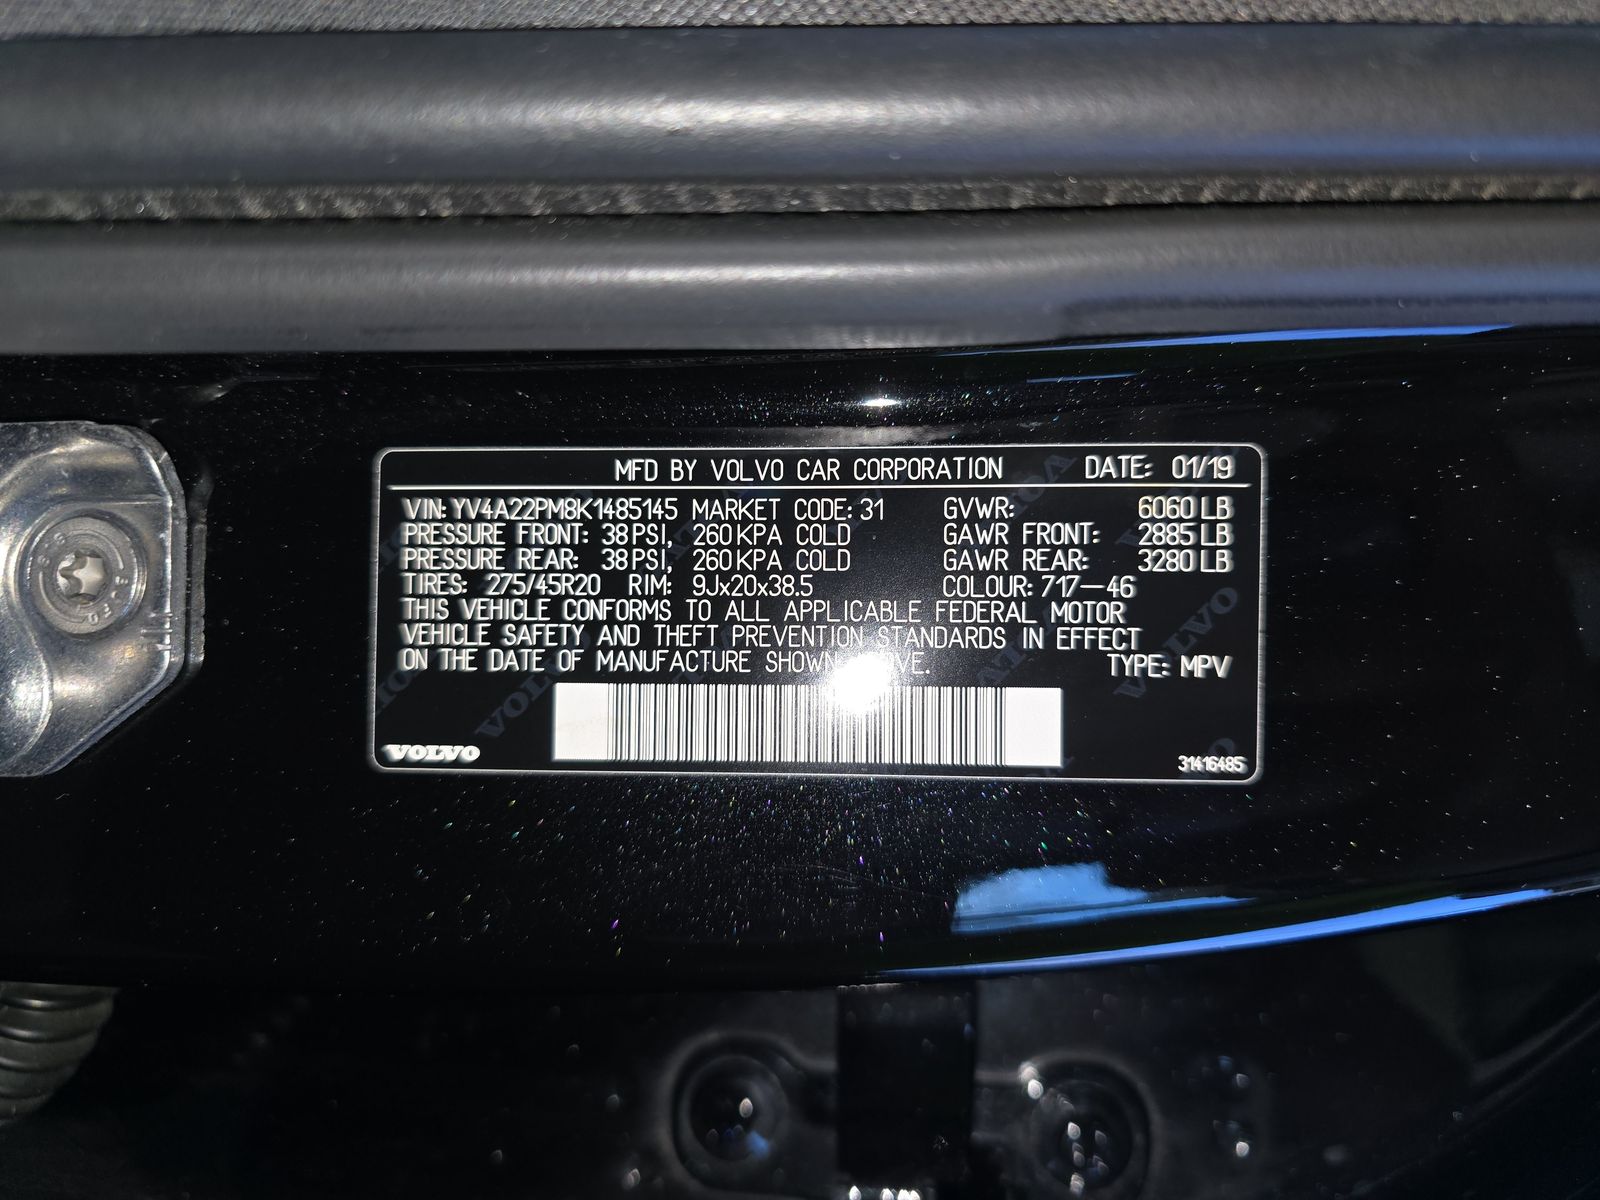 MFD BY VOLVO CAR CORPORATION DATE: 01/19
VIN: YV4A22PM8K1485145 MARKET CODE: 31 GVWR: 6060 LB
PRESSURE FRONT: 38 PSI, 260 KPA COLD GAWR FRONT: 2885 LB
PRESSURE REAR: 38 PSI, 260 KPA COLD GAWR REAR: 3280 LB
TIRES: 275/45R20 RIM: 9Jx20x38.5 COLOUR: 717-46
THIS VEHICLE CONFORMS TO ALL APPLICABLE FEDERAL MOTOR
VEHICLE SAFETY AND THEFT PREVENTION STANDARDS IN EFFECT
ON THE DATE OF MANUFACTURE SHOWN TYPE: MPV
VOLVO 31416485